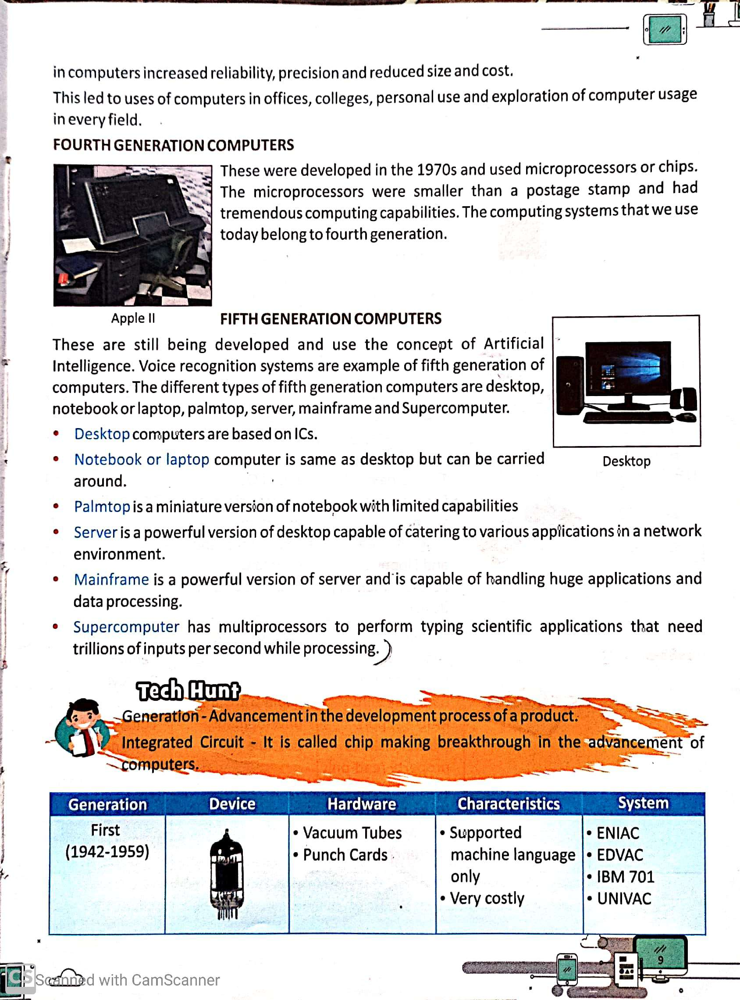 in computers increased reliability, precision and reduced size and cost.
This led to uses of computers in offices, colleges, personal use and exploration of computer usage
in every field.
FOURTH GENERATION COMPUTERS
These were developed in the 1970s and used microprocessors or chips.
The microprocessors were smaller than a postage stamp and had
tremendous computing capabilities. The computing systems that we use
today belong to fourth generation.
Apple II
FIFTH GENERATION COMPUTERS
These are still being developed and use the concept of Artificial
Intelligence. Voice recognition systems are example of fifth generation of
computers. The different types of fifth generation computers are desktop,
notebook or laptop, palmtop, server, mainframe and Supercomputer.
• Desktop computers are based on ICs.
• Notebook or laptop computer is same as desktop but can be carried
around.
Desktop
• Palmtop is a miniature version of notebook with limited capabilities
• Server is a powerful version of desktop capable of catering to various applications in a network
environment.
• Mainframe is a powerful version of server and is capable of handling huge applications and
data processing.
• Supercomputer has multiprocessors to perform typing scientific applications that need
trillions of inputs per second while processing.)
Tech Hunt
Generation - Advancement in the development process of a product.
Integrated Circuit - It is called chip making breakthrough in the advancement of
computers.
Generation Device Hardware Characteristics System
First
(1942-1959)
• Vacuum Tubes
• Punch Cards
• Supported
machine language
only
• Very costly
• ENIAC
• EDVAC
• IBM 701
• UNIVAC
9
CS Scanned with CamScanner